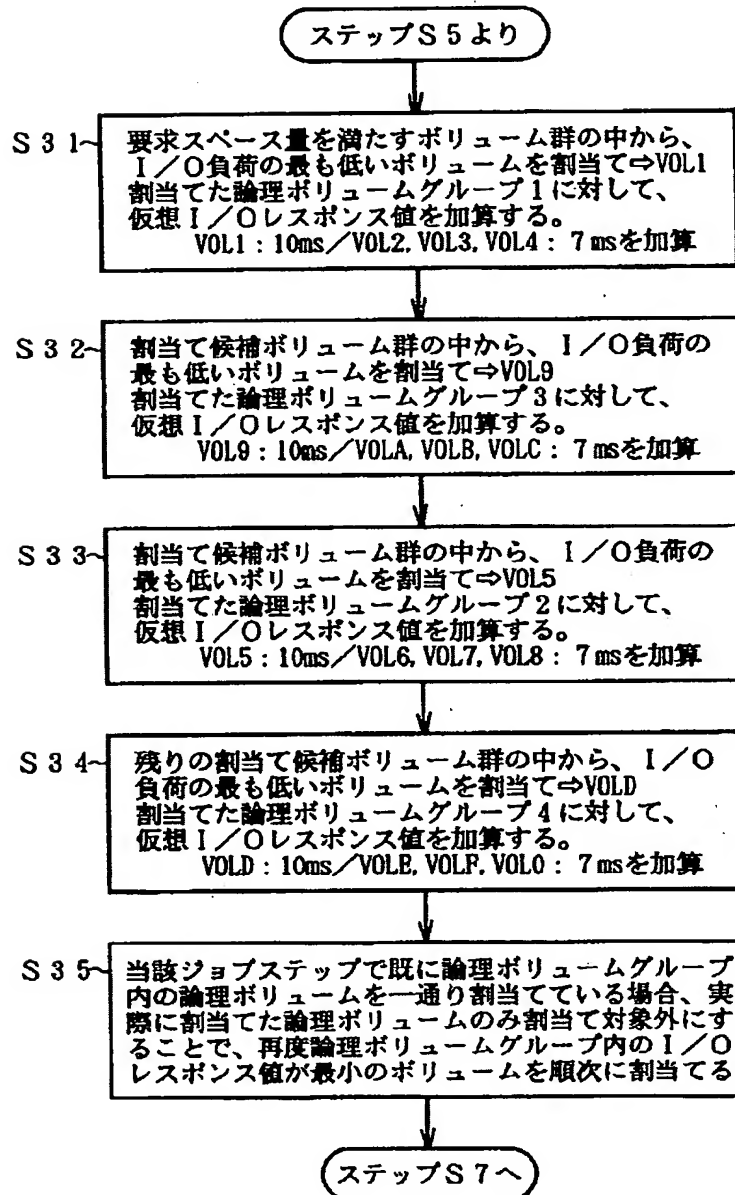 ステップS5より
S31~ 要求スペース量を満たすボリューム群の中から、
I/O負荷の最も低いボリュームを割当て⇨VOL1
割当てた論理ボリュームグループ1に対して、
仮想I/Oレスポンス値を加算する。
VOL1:10ms/VOL2,VOL3,VOL4:7msを加算
S32~ 割当て候補ボリューム群の中から、I/O負荷の
最も低いボリュームを割当て⇨VOL9
割当てた論理ボリュームグループ3に対して、
仮想I/Oレスポンス値を加算する。
VOL9:10ms/VOLA,VOLB,VOLC:7msを加算
S33~ 割当て候補ボリューム群の中から、I/O負荷の
最も低いボリュームを割当て⇨VOL5
割当てた論理ボリュームグループ2に対して、
仮想I/Oレスポンス値を加算する。
VOL5:10ms/VOL6,VOL7,VOL8:7msを加算
S34~ 残りの割当て候補ボリューム群の中から、I/O
負荷の最も低いボリュームを割当て⇨VOLD
割当てた論理ボリュームグループ4に対して、
仮想I/Oレスポンス値を加算する。
VOLD:10ms/VOLE,VOLF,VOL0:7msを加算
S35~ 当該ジョブステップで既に論理ボリュームグループ
内の論理ボリュームを一通り割当てている場合、実
際に割当てた論理ボリュームのみ割当て対象外にす
ることで、再度論理ボリュームグループ内のI/O
レスポンス値が最小のボリュームを順次に割当てる
ステップS7へ